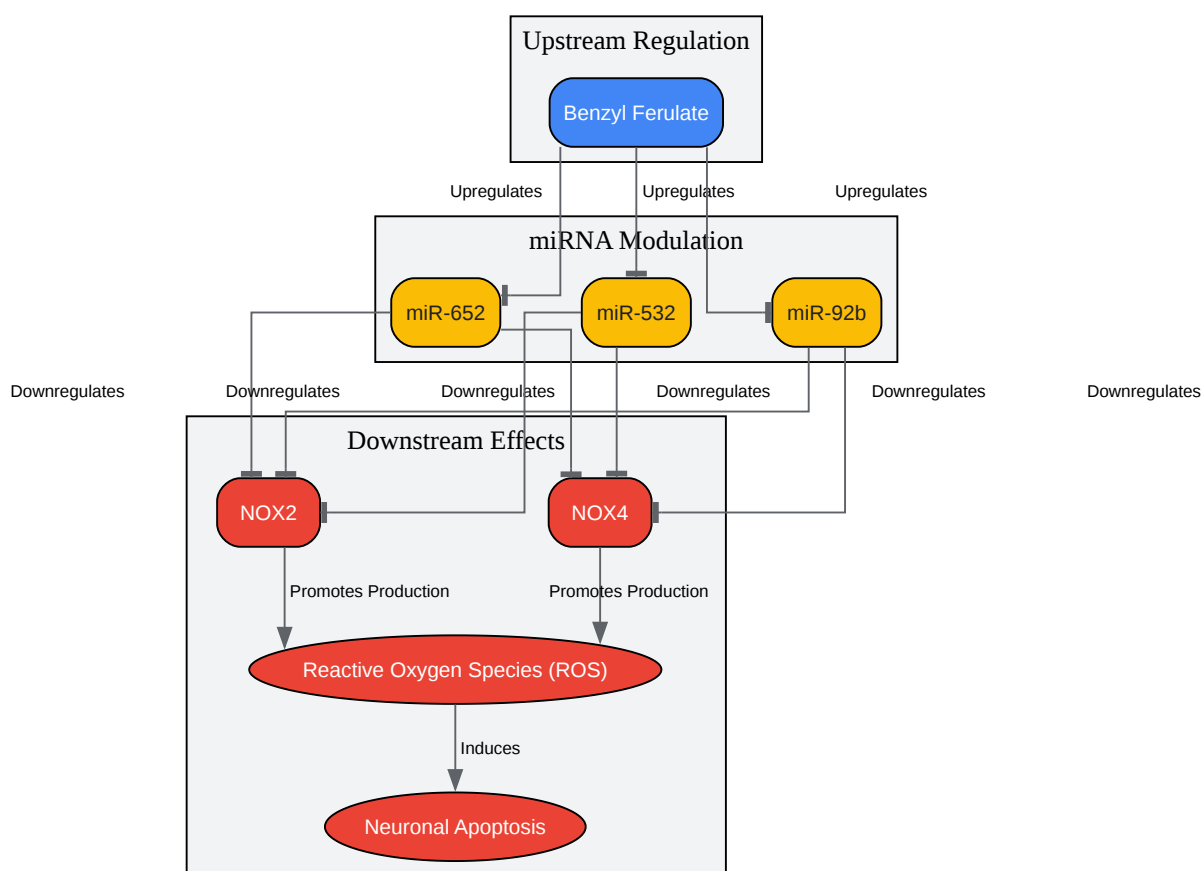 Upstream Regulation
Benzyl Ferulate
Upregulates
Upregulates
Upregulates
miRNA Modulation
miR-652
miR-532
miR-92b
Downregulates
Downregulates
Downregulates
Downregulates
Downregulates
Downregulates
Downstream Effects
NOX2
NOX4
Promotes Production
Promotes Production
Reactive Oxygen Species (ROS)
Induces
Neuronal Apoptosis